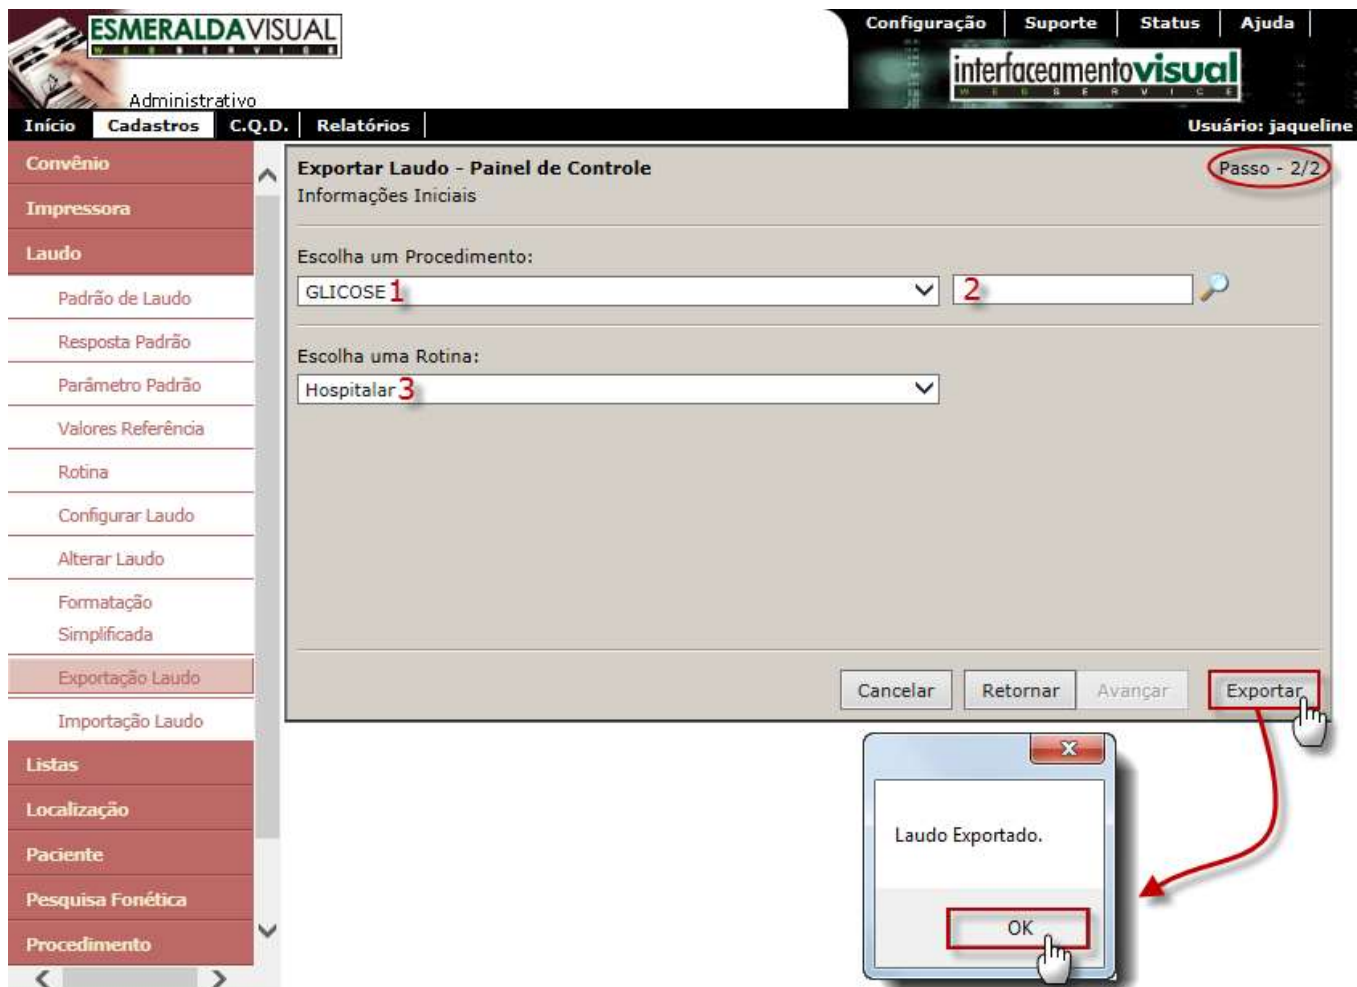 ESMERALDAVISUAL
WEBSERVICE
Administrativo
Configuração
Suporte
Status
Ajuda
interfaceamentovisual
WEBSERVICE
Início
Cadastros
C.Q.D.
Relatórios
Usuário: jaqueline
Convênio
Impressora
Laudo
Padrão de Laudo
Resposta Padrão
Parâmetro Padrão
Valores Referência
Rotina
Configurar Laudo
Alterar Laudo
Formatação
Simplificada
Exportação Laudo
Importação Laudo
Listas
Localização
Paciente
Pesquisa Fonética
Procedimento
Exportar Laudo - Painel de Controle
Passo - 2/2
Informações Iniciais
Escolha um Procedimento:
GLICOSE 1
2
Escolha uma Rotina:
Hospitalar 3
Cancelar
Retornar
Avançar
Exportar
X
Laudo Exportado.
OK